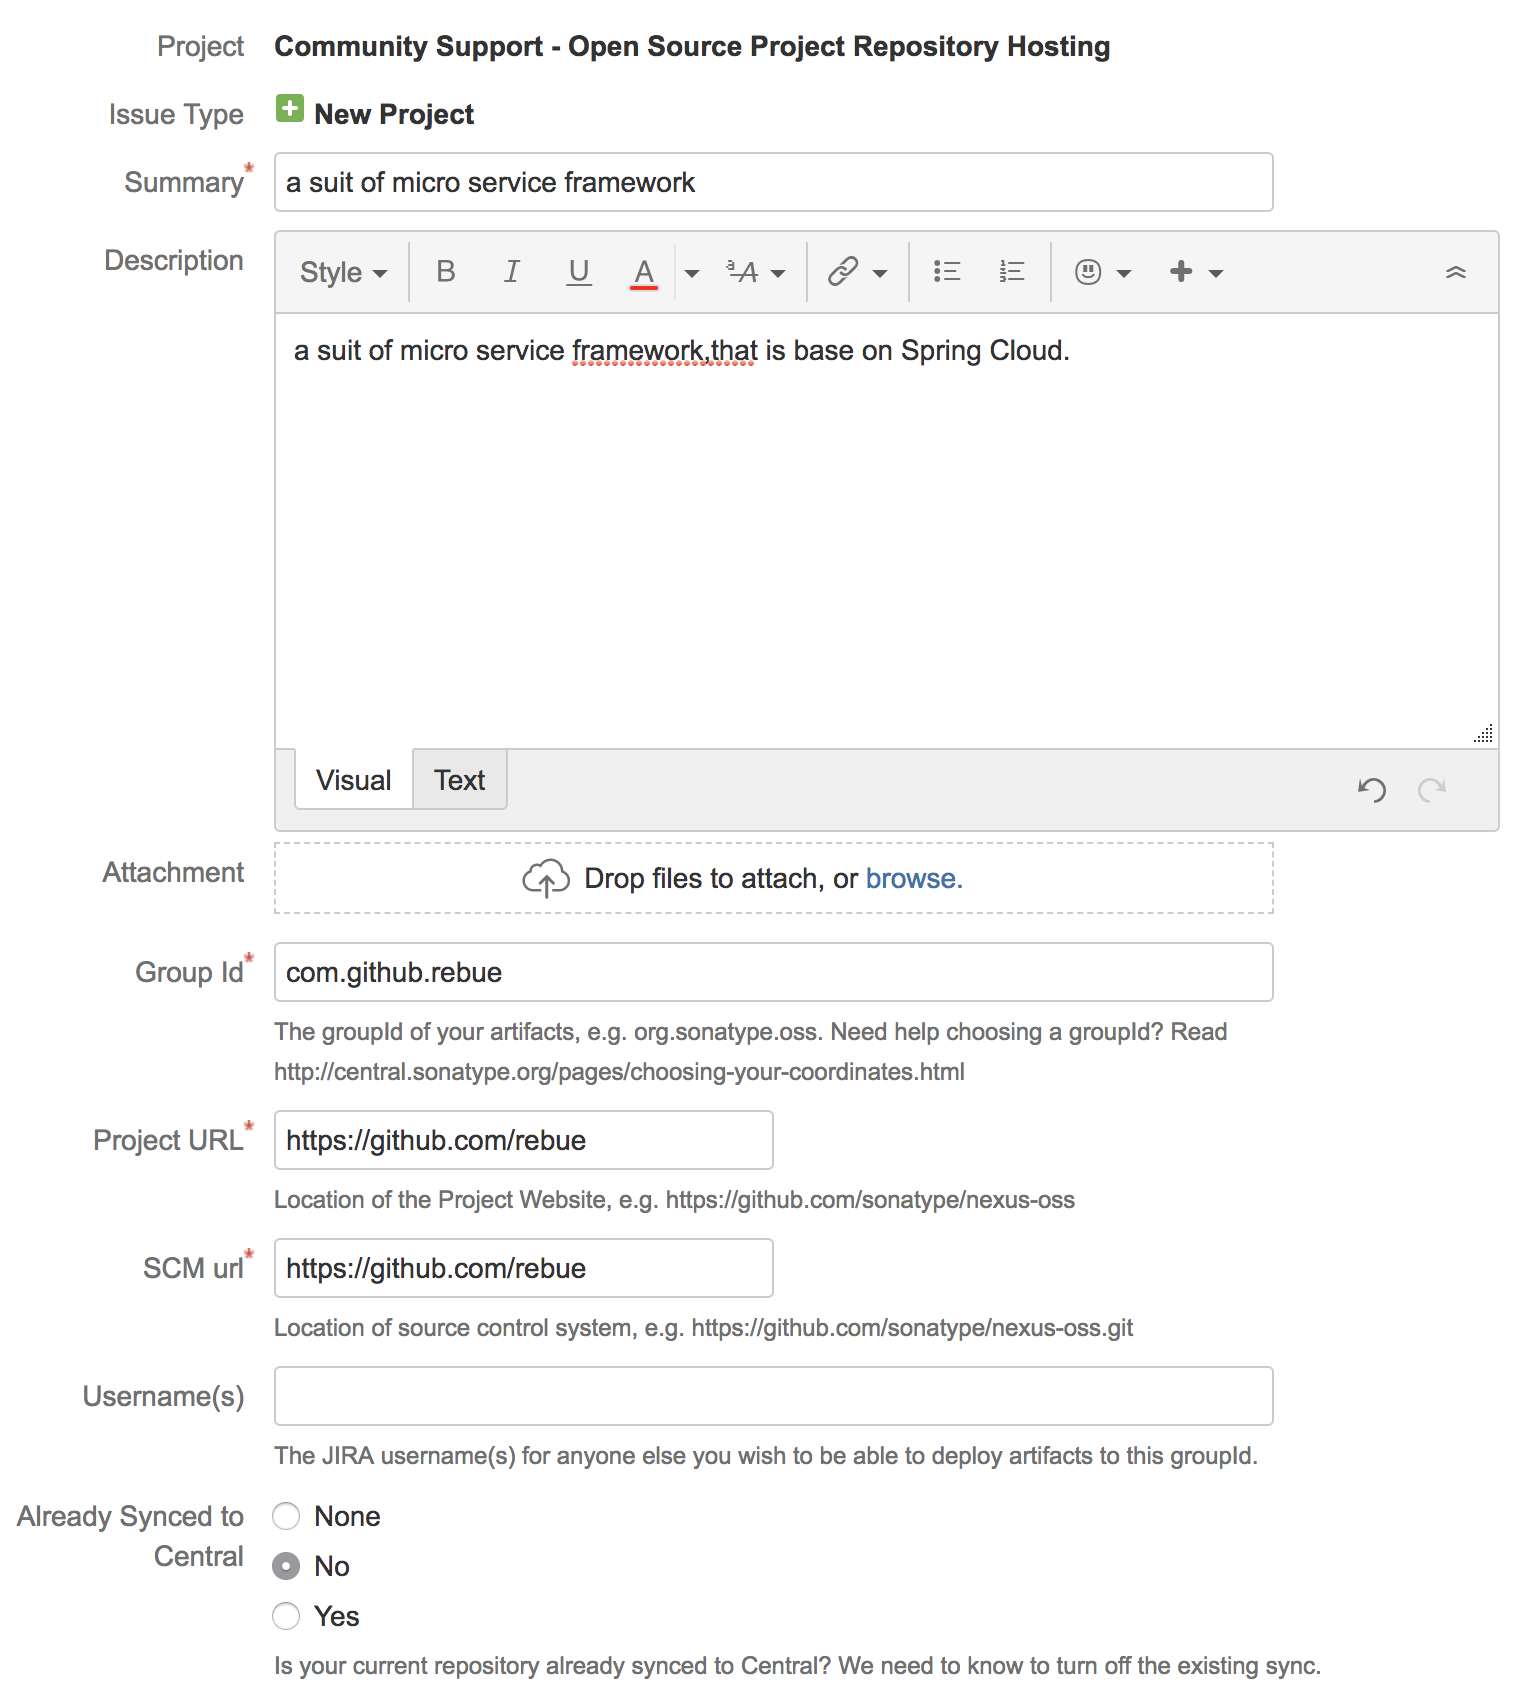 Project Community Support - Open Source Project Repository Hosting
Issue Type New Project
Summary* a suit of micro service framework
Description Style B I U A ªA
a suit of micro service framework,that is base on Spring Cloud.
Visual Text
Attachment Drop files to attach, or browse.
Group Id* com.github.rebue
The groupId of your artifacts, e.g. org.sonatype.oss. Need help choosing a groupId? Read
http://central.sonatype.org/pages/choosing-your-coordinates.html
Project URL* https://github.com/rebue
Location of the Project Website, e.g. https://github.com/sonatype/nexus-oss
SCM url* https://github.com/rebue
Location of source control system, e.g. https://github.com/sonatype/nexus-oss.git
Username(s)
The JIRA username(s) for anyone else you wish to be able to deploy artifacts to this groupId.
Already Synced to None
Central No
Yes
Is your current repository already synced to Central? We need to know to turn off the existing sync.